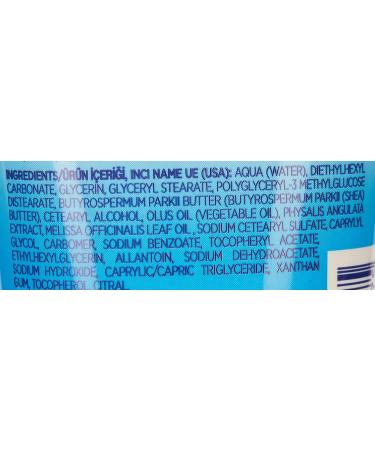 INGREDIENTS/ÜRÜN İÇERİĞİ, INCI NAME UE (USA): AQUA (WATER), DIETHYLHEXYL
CARBONATE, GLYCERIN, GLYCERYL STEARATE, POLYGLYCERYL-3 METHYLGLUCOSE
DISTEARATE, BUTYROSPERMUM PARKII BUTTER (BUTYROSPERMUM PARKII (SHEA)
BUTTER), CETEARYL ALCOHOL, OLUS OIL (VEGETABLE OIL), PHYSALIS ANGULATA
EXTRACT, MELISSA OFFICINALIS LEAF OIL, SODIUM CETEARYL SULFATE, CAPRYLYL
GLYCOL, CARBOMER, SODIUM BENZOATE, TOCOPHERYL ACETATE,
ETHYLHEXYLGLYCERIN, ALLANTOIN, SODIUM DEHYDROACETATE,
SODIUM HYDROXIDE, CAPRYLIC/CAPRIC TRIGLYCERIDE, XANTHAN
GUM, TOCOPHEROL, CITRAL.